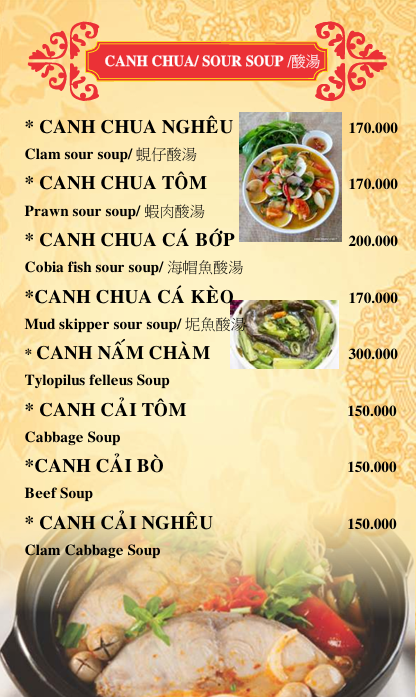 CANH CHUA/ SOUR SOUP /酸湯
* CANH CHUA NGHÊU 170.000
Clam sour soup/ 蜆仔酸湯
* CANH CHUA TÔM 170.000
Prawn sour soup/ 蝦肉酸湯
* CANH CHUA CÁ BỚP 200.000
Cobia fish sour soup/ 海帽魚酸湯
*CANH CHUA CÁ KÈO 170.000
Mud skipper sour soup/ 坭魚酸湯
* CANH NẤM CHÀM 300.000
Tylopilus felleus Soup
* CANH CẢI TÔM 150.000
Cabbage Soup
*CANH CẢI BÒ 150.000
Beef Soup
* CANH CẢI NGHÊU 150.000
Clam Cabbage Soup